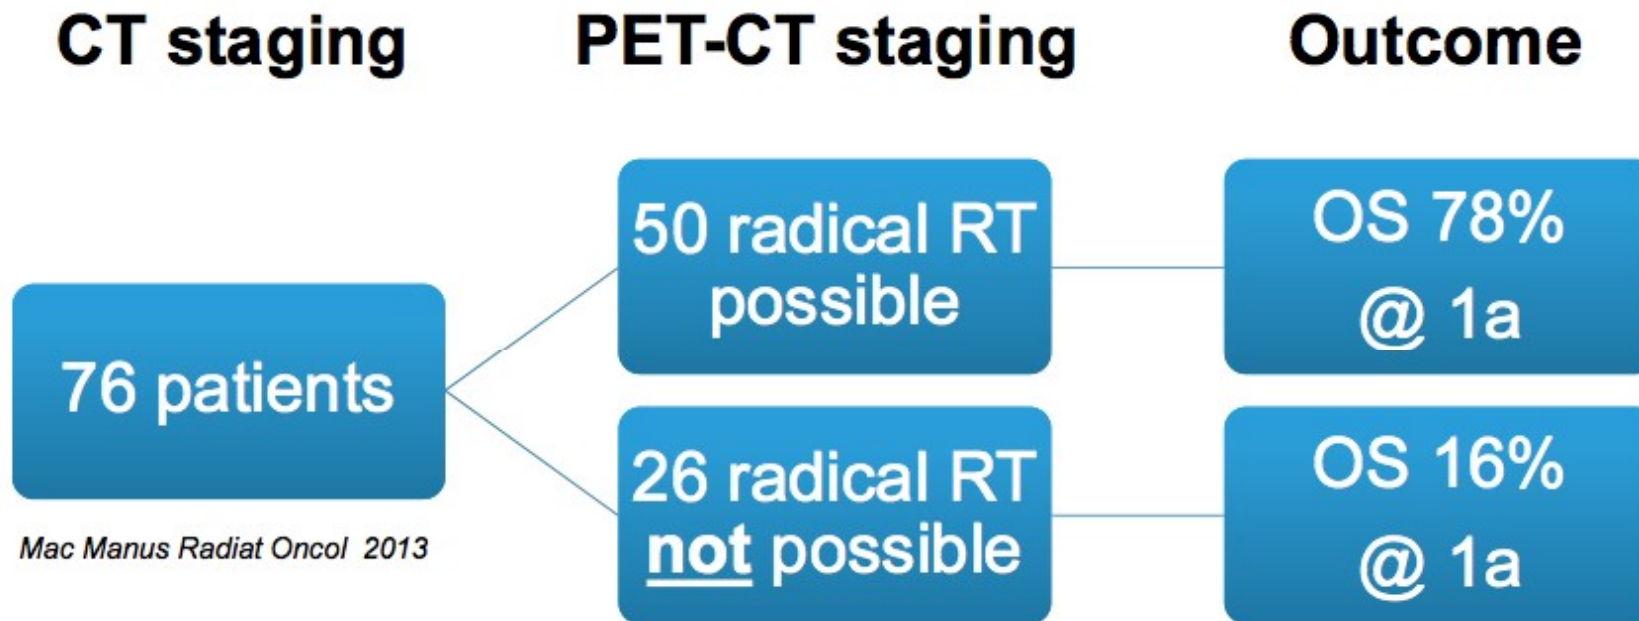 CT staging
PET-CT staging
Outcome
76 patients
Mac Manus Radiat Oncol 2013
50 radical RT
possible
26 radical RT
not possible
OS 78%
@ 1a
OS 16%
@ 1a